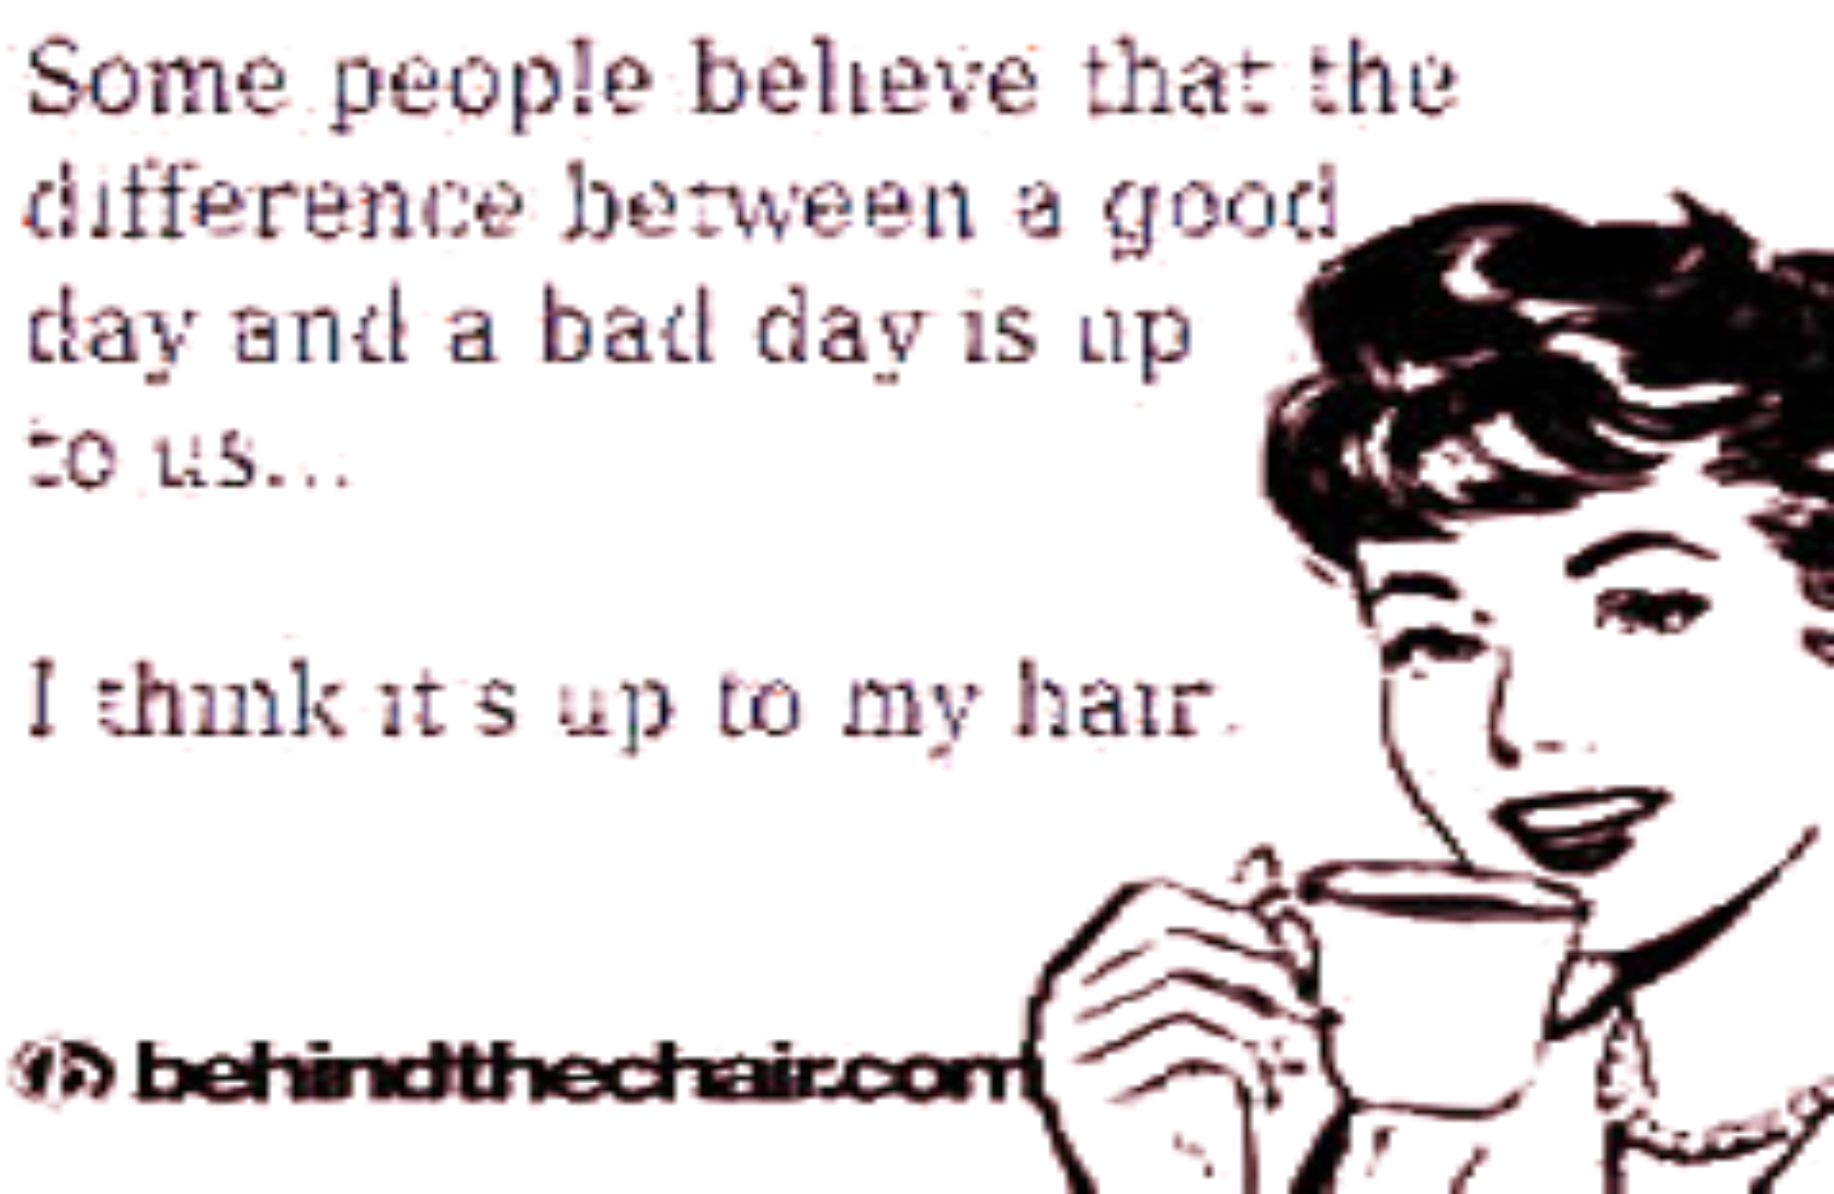 Some people believe that the
difference between a good
day and a bad day is up
to us...
I think it's up to my hair.
behindthechair.com